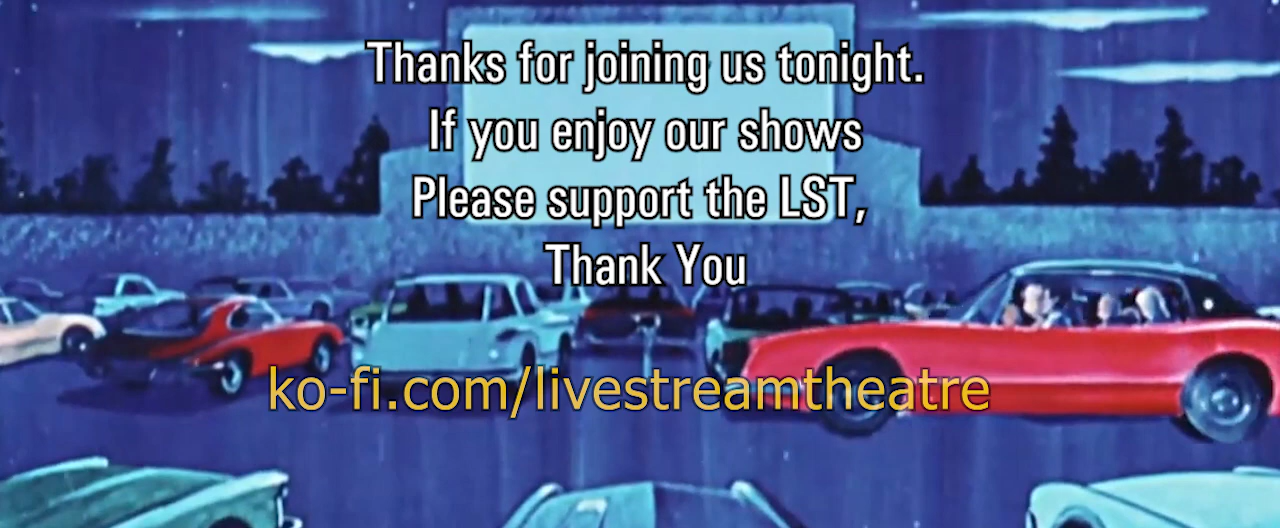 Thanks for joining us tonight.
If you enjoy our shows
Please support the LST,
Thank You
ko-fi.com/livestreamtheatre